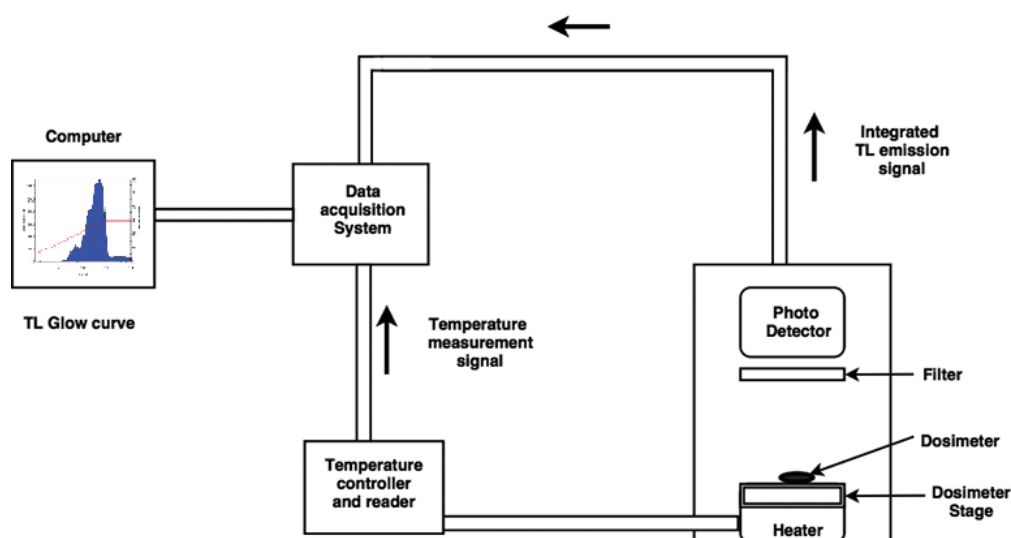 Computer
TL Glow curve
Data
acquisition
System
Integrated
TL emission
signal
Temperature
measurement
signal
Photo
Detector
Filter
Dosimeter
Dosimeter
Stage
Temperature
controller
and reader
Heater